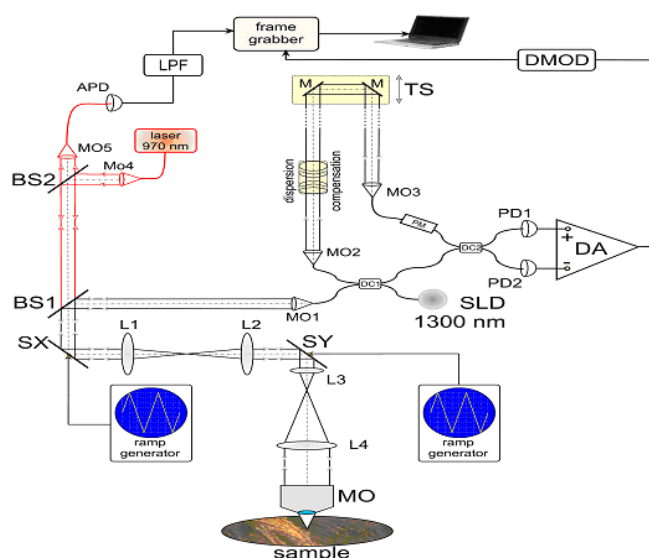 frame
grabber
LPF
DMOD
APD
M
M
TS
laser
970 nm
MO5
Mo4
BS2
dispension
compensation
MO3
PM
PD1
MO2
DC2
+
DA
PD2
-
BS1
DC1
MO1
SLD
1300 nm
SX
L1
L2
SY
L3
ramp
generator
L4
ramp
generator
MO
sample